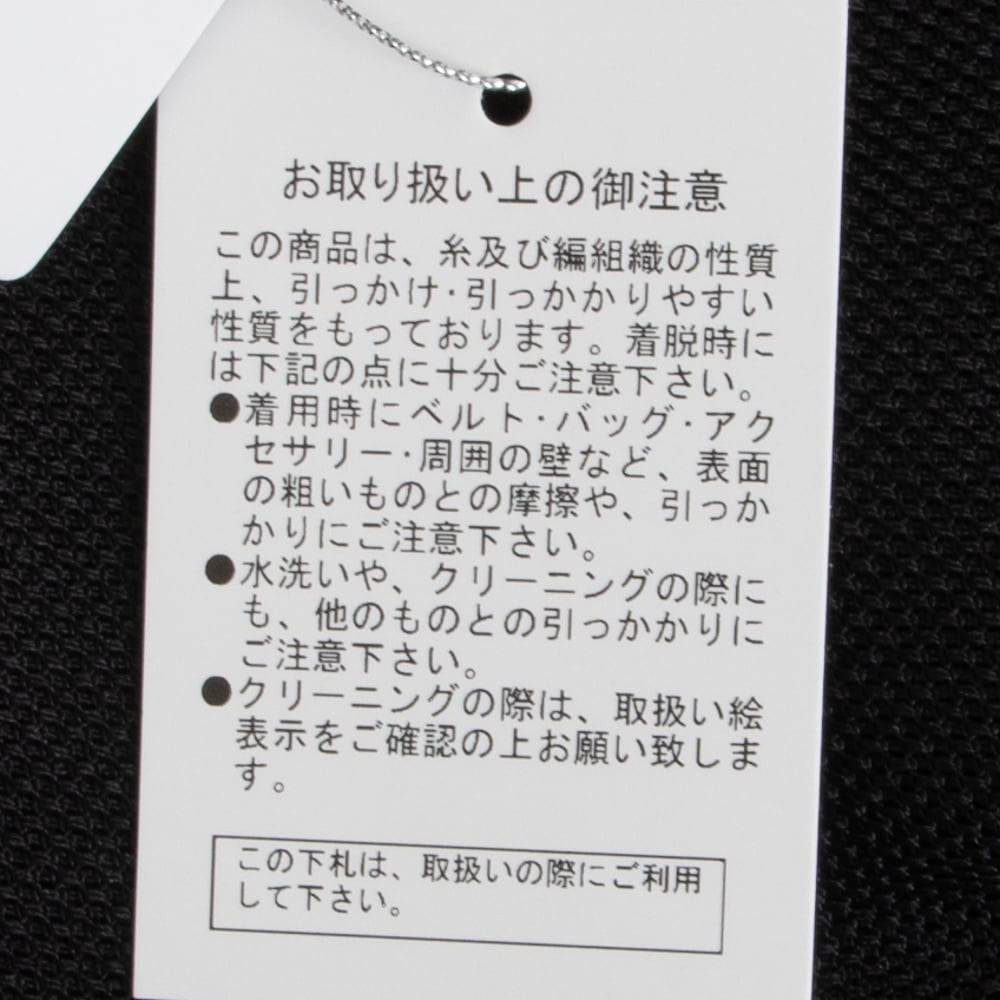 お取り扱い上の御注意
この商品は、糸及び編組織の性質
上、引っかけ・引っかかりやすい
性質をもっております。着脱時に
は下記の点に十分ご注意下さい。
●着用時にベルト・バッグ・アク
セサリー・周囲の壁など、表面
の粗いものとの摩擦や、引っか
かりにご注意下さい。
●水洗いや、クリーニングの際に
も、他のものとの引っかかりに
ご注意下さい。
●クリーニングの際は、取扱い絵
表示をご確認の上お願い致しま
す。
この下札は、取扱いの際にご利用
して下さい。